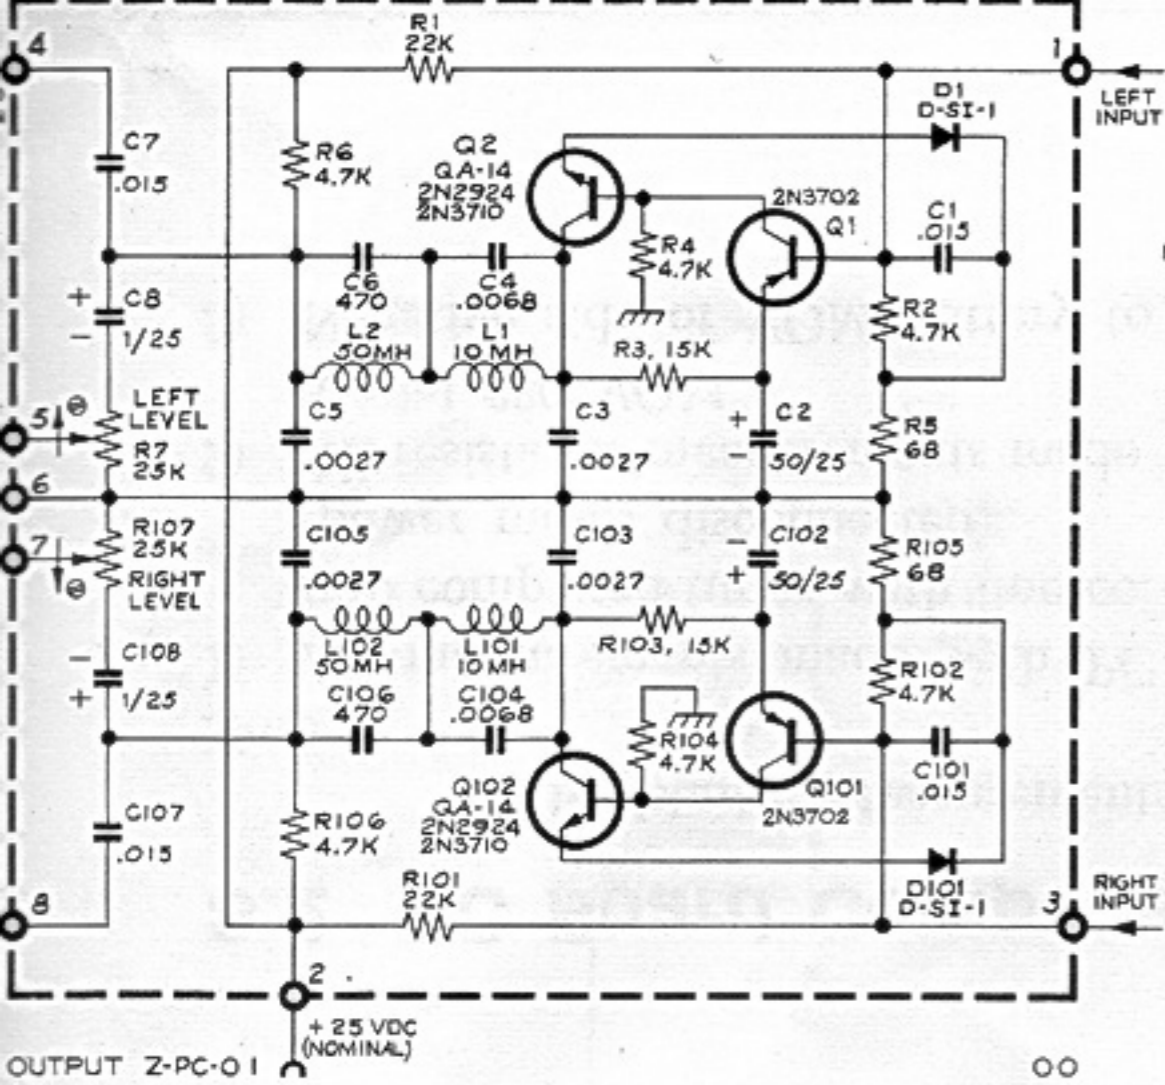 R1
22K
4
1
LEFT
INPUT
D1
D-SI-1
C7
.015
R6
4.7K
Q2
QA-14
2N2924
2N3710
2N3702
Q1
C1
.015
R4
4.7K
+
C8
−
1/25
C6
470
C4
.0068
R2
4.7K
L2
50MH
L1
10MH
R3, 15K
LEFT
LEVEL
5
R7
25K
C5
.0027
C3
.0027
+
C2
−
50/25
R5
68
6
R107
25K
7
RIGHT
LEVEL
C105
.0027
C103
.0027
−
C102
+
50/25
R105
68
−
C108
+
1/25
L102
50MH
L101
10MH
R103, 15K
C106
470
C104
.0068
R104
4.7K
R102
4.7K
C101
.015
Q102
QA-14
2N2924
2N3710
Q101
2N3702
C107
.015
R106
4.7K
R101
22K
D101
D-SI-1
RIGHT
INPUT
8
3
2
+ 25 VDC
(NOMINAL)
OUTPUT Z-PC-01
00